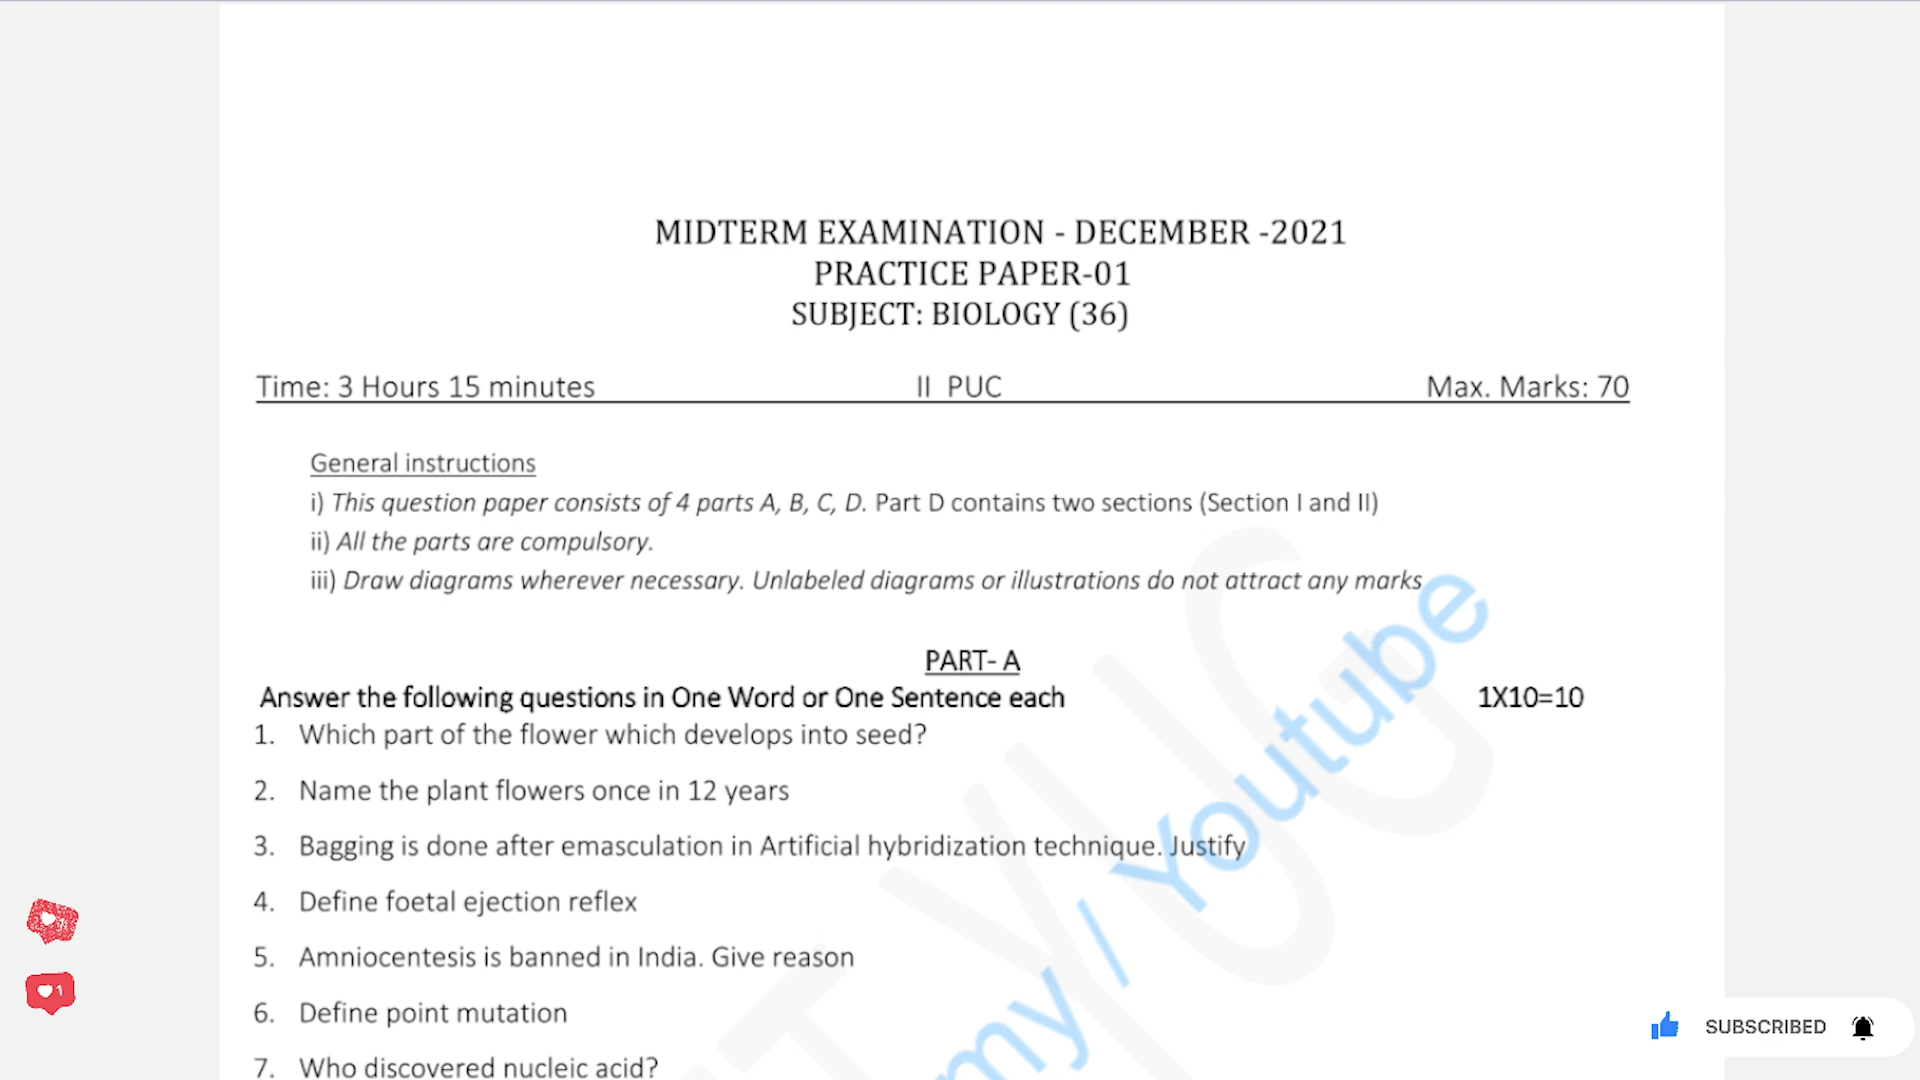 MIDTERM EXAMINATION - DECEMBER -2021
PRACTICE PAPER-01
SUBJECT: BIOLOGY (36)
Time: 3 Hours 15 minutes II PUC Max. Marks: 70
General instructions
i) This question paper consists of 4 parts A, B, C, D. Part D contains two sections (Section I and II)
ii) All the parts are compulsory.
iii) Draw diagrams wherever necessary. Unlabeled diagrams or illustrations do not attract any marks
PART- A
Answer the following questions in One Word or One Sentence each 1X10=10
1. Which part of the flower which develops into seed?
2. Name the plant flowers once in 12 years
3. Bagging is done after emasculation in Artificial hybridization technique. Justify
4. Define foetal ejection reflex
5. Amniocentesis is banned in India. Give reason
6. Define point mutation
7. Who discovered nucleic acid?
my / Youtube
1
SUBSCRIBED